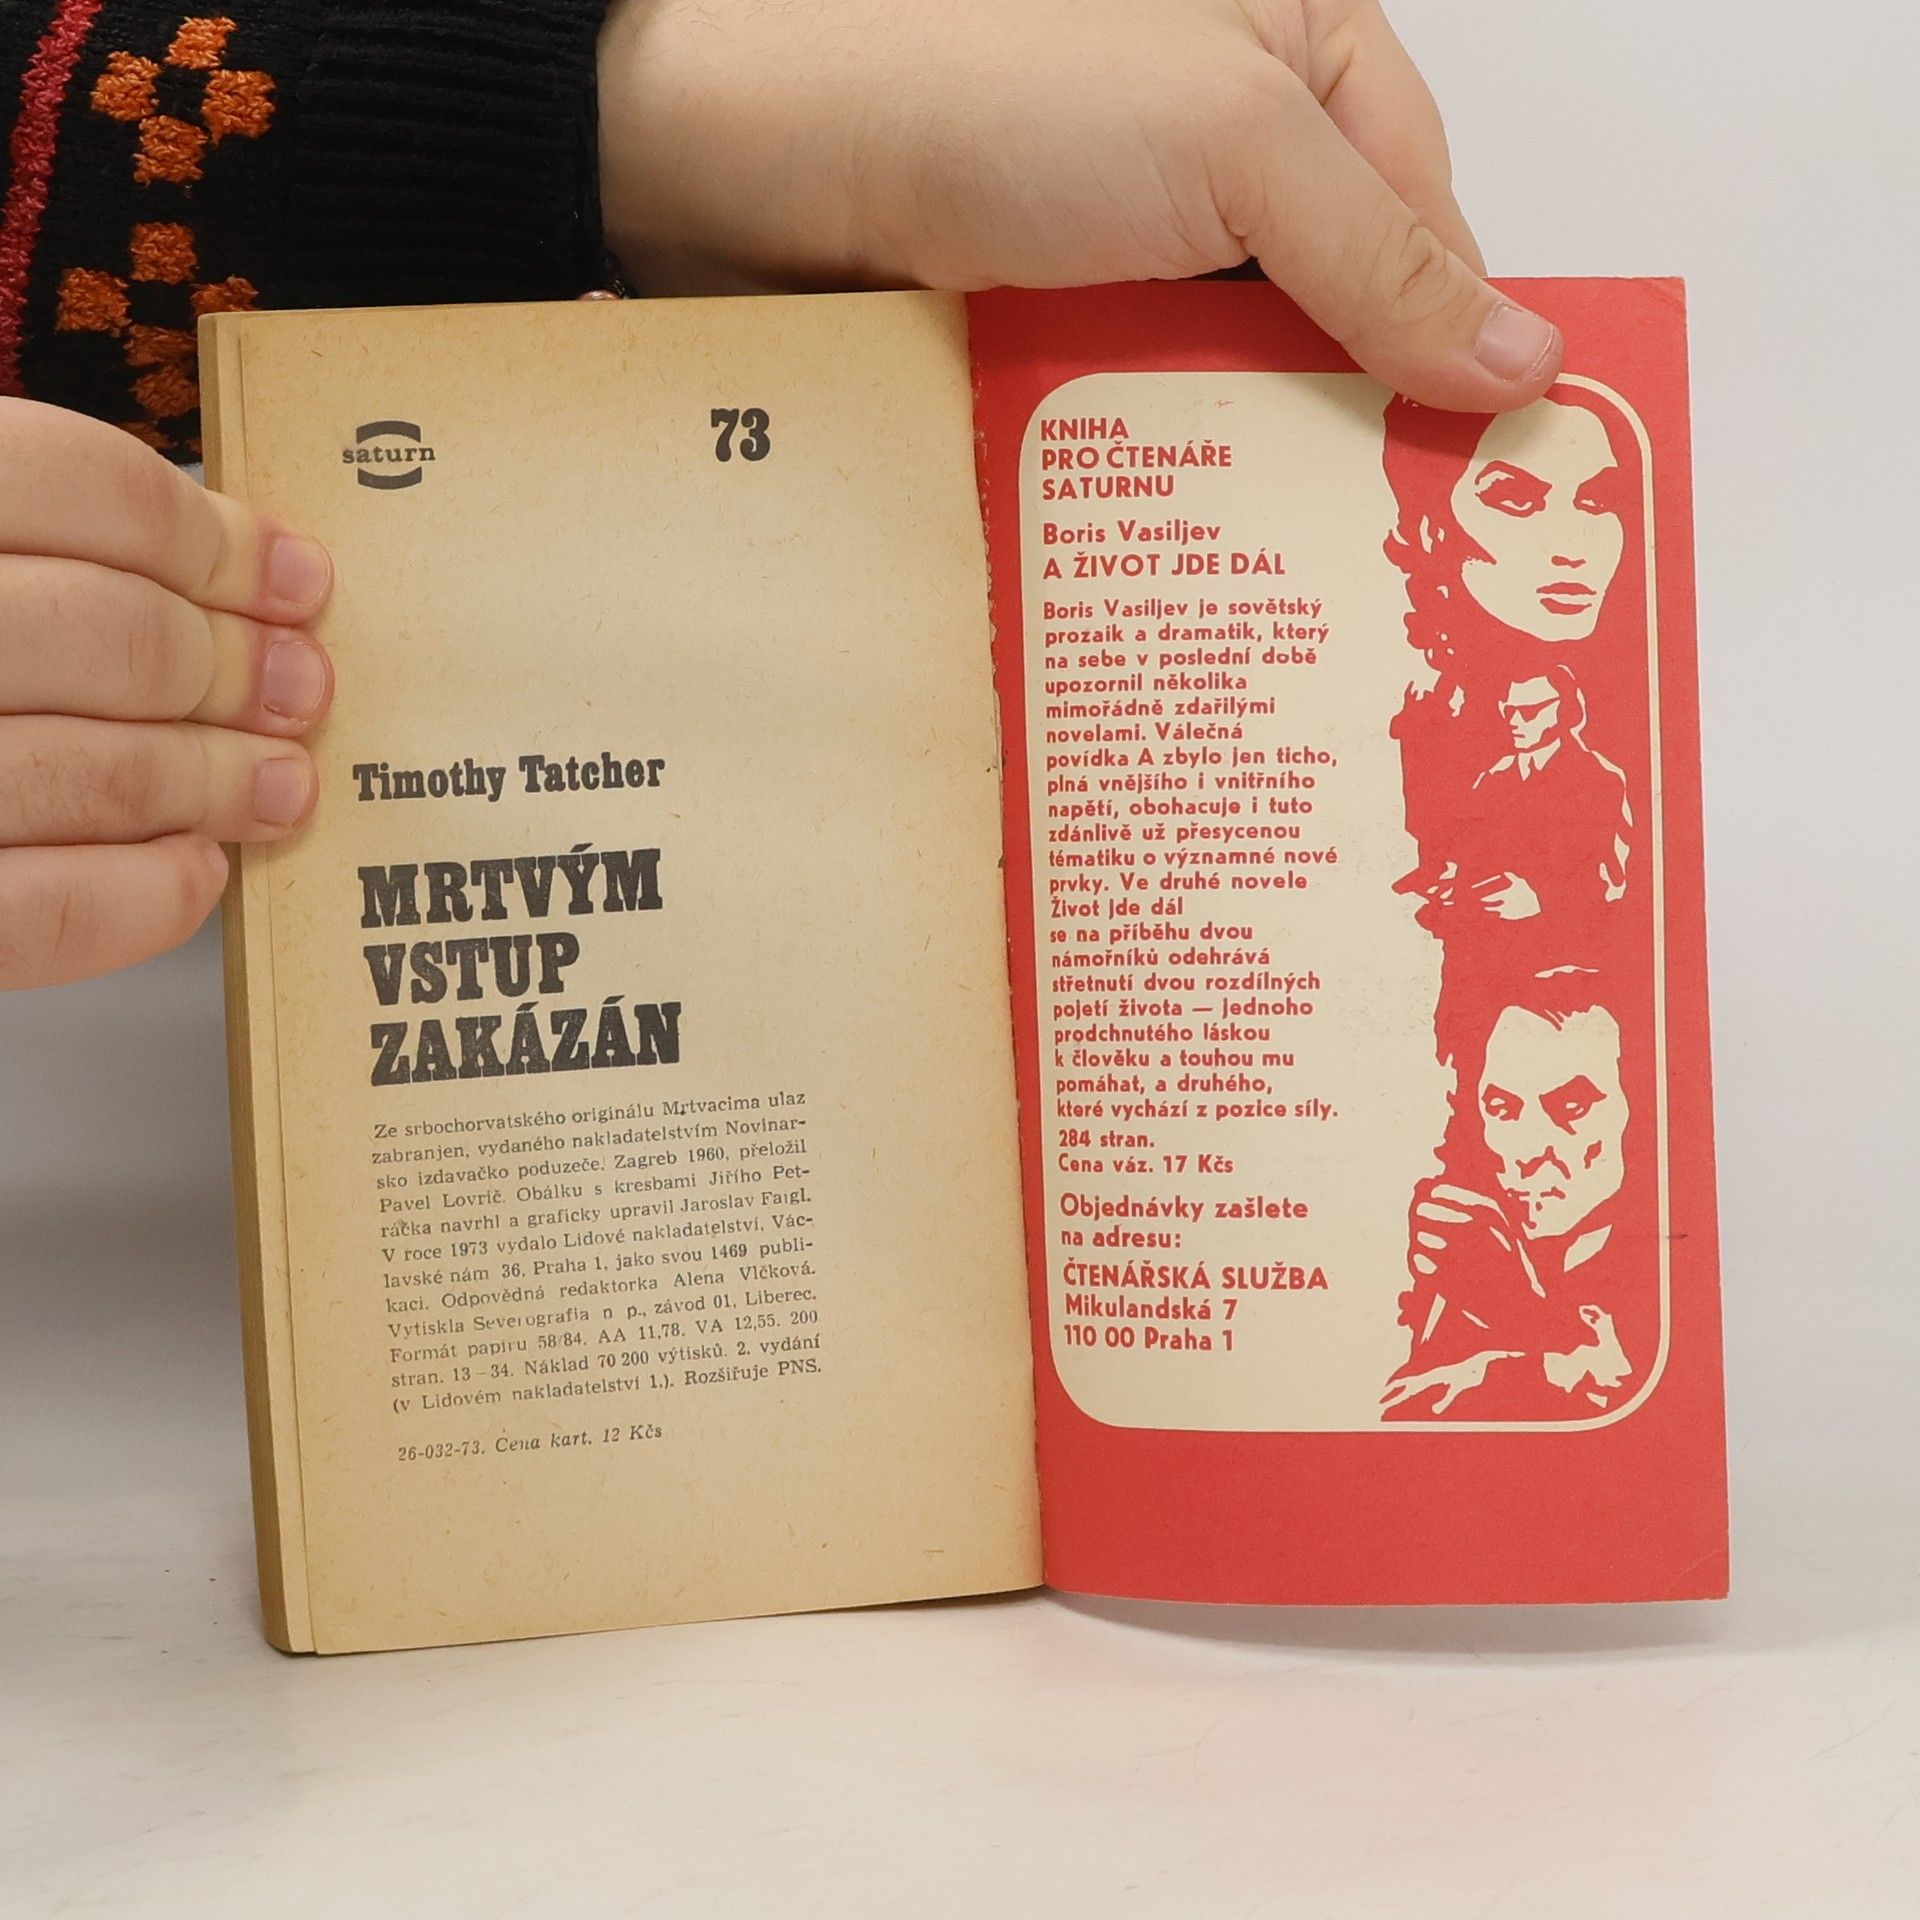 saturn
73
Timothy Tatcher
MRTVÝM
VSTUP
ZAKÁZÁN
Ze srbochorvatského originálu Mrtvacima ulaz
zabranjen, vydaného nakladatelstvím Novinar-
sko izdavačko poduzeče, Zagreb 1960, přeložil
Pavel Lovrič. Obálku s kresbami Jiřího Pet-
ráčka navrhl a graficky upravil Jaroslav Faigl.
V roce 1973 vydalo Lidové nakladatelství, Vác-
lavské nám 36, Praha 1, jako svou 1469 publi-
kaci. Odpovědná redaktorka Alena Vlčková.
Vytiskla Severografia n p., závod 01, Liberec.
Formát papíru 58/84. AA 11,78. VA 12,55. 200
stran. 13–34. Náklad 70 200 výtisků. 2. vydání
(v Lidovém nakladatelství 1.). Rozšiřuje PNS.
26-032-73. Cena kart. 12 Kčs
KNIHA
PRO ČTENÁŘE
SATURNU
Boris Vasiljev
A ŽIVOT JDE DÁL
Boris Vasiljev je sovětský
prozaik a dramatik, který
na sebe v poslední době
upozornil několika
mimořádně zdařilými
novelami. Válečná
povídka A zbylo jen ticho,
plná vnějšího i vnitřního
napětí, obohacuje i tuto
zdánlivě už přesycenou
tématiku o významné nové
prvky. Ve druhé novele
Život jde dál
se na příběhu dvou
námořníků odehrává
střetnutí dvou rozdílných
pojetí života — jednoho
prodchnutého láskou
k člověku a touhou mu
pomáhat, a druhého,
které vychází z pozice síly.
284 stran.
Cena váz. 17 Kčs
Objednávky zašlete
na adresu:
ČTENÁŘSKÁ SLUŽBA
Mikulandská 7
110 00 Praha 1